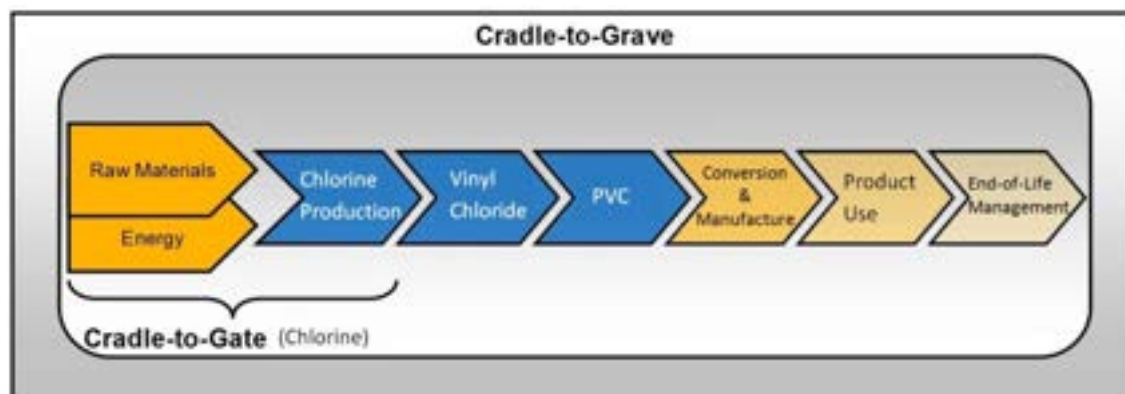 Cradle-to-Grave
Raw Materials
Energy
Chlorine
Production
Vinyl
Chloride
PVC
Conversion
&
Manufacture
Product
Use
End-of-Life
Management
Cradle-to-Gate (Chlorine)